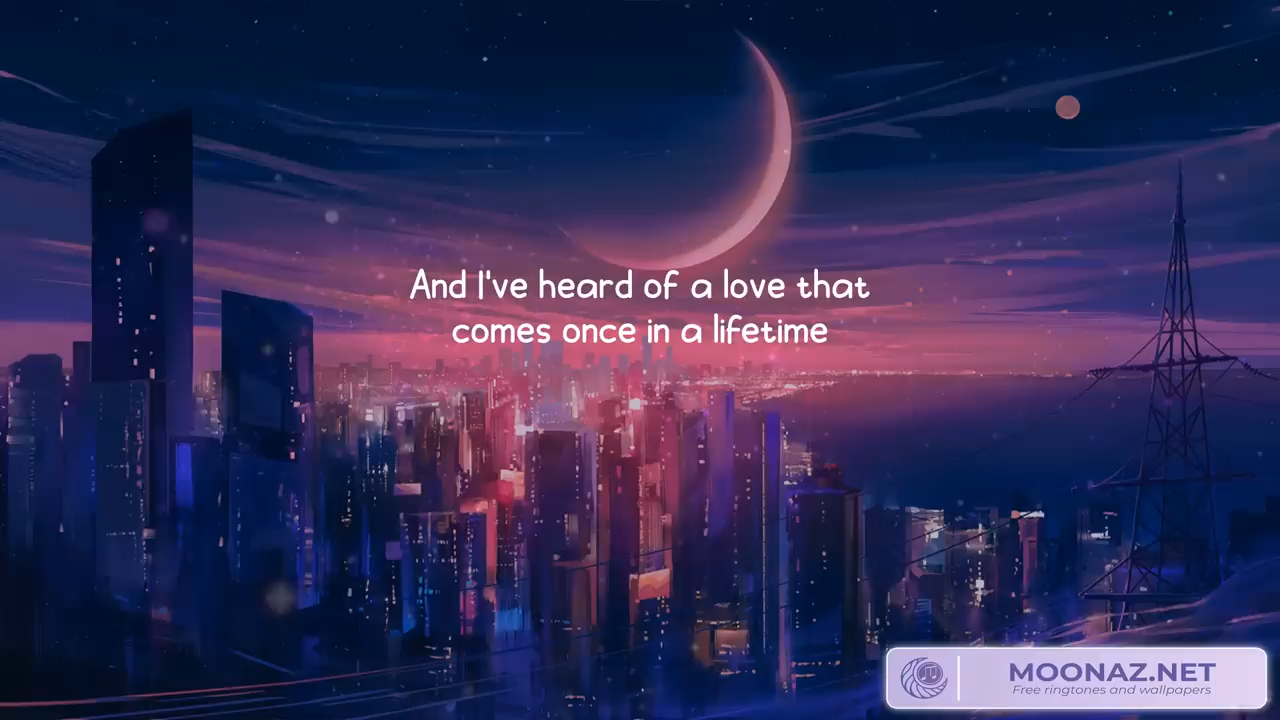 And I've heard of a love that
comes once in a lifetime
MOONAZ.NET
Free ringtones and wallpapers